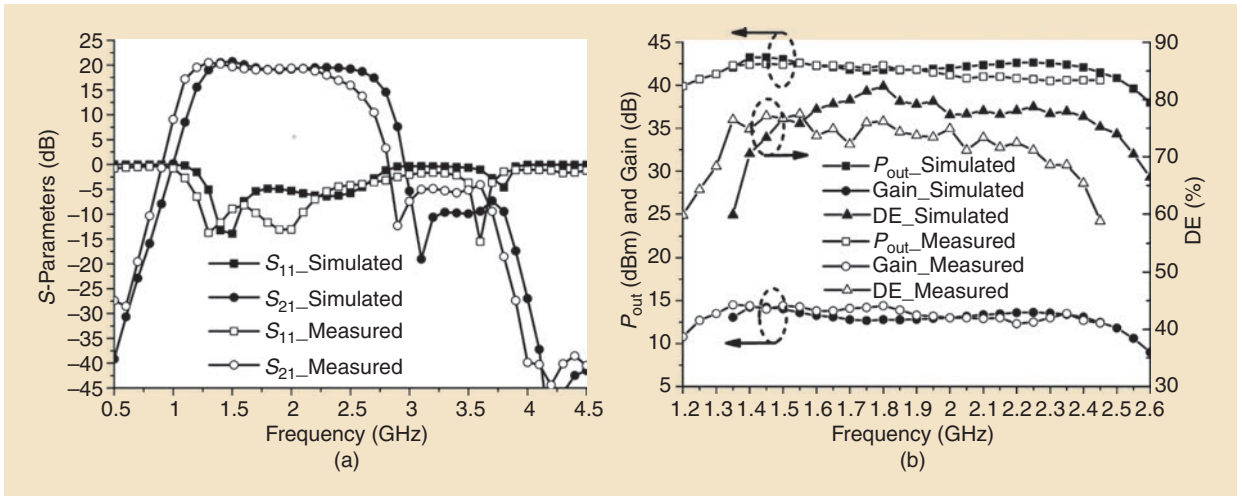 25
20
15
10
5
0
–5
–10
–15
–20
–25
–30
–35
–40
–45
S-Parameters (dB)
S11_Simulated
S21_Simulated
S11_Measured
S21_Measured
0.5 1 1.5 2 2.5 3 3.5 4 4.5
Frequency (GHz)
(a)
45
40
35
30
25
20
15
10
5
Pout (dBm) and Gain (dB)
Pout_Simulated
Gain_Simulated
DE_Simulated
Pout_Measured
Gain_Measured
DE_Measured
90
80
70
60
50
40
30
DE (%)
1.2 1.3 1.4 1.5 1.6 1.7 1.8 1.9 2 2.1 2.2 2.3 2.4 2.5 2.6
Frequency (GHz)
(b)